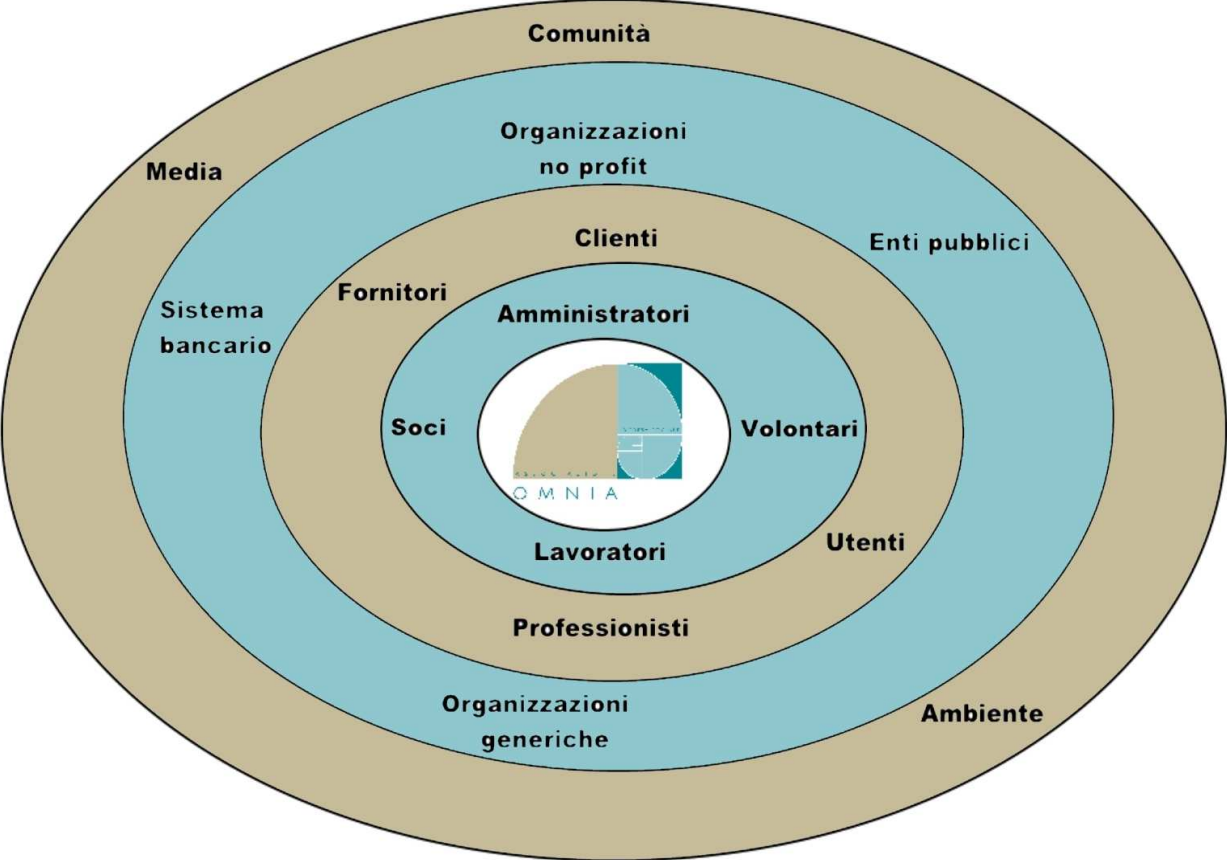 Comunità
Organizzazioni
no profit
Media
Clienti
Enti pubblici
Fornitori
Sistema
bancario
Amministratori
Soci
Volontari
OMNIA
Lavoratori
Utenti
Professionisti
Organizzazioni
generiche
Ambiente